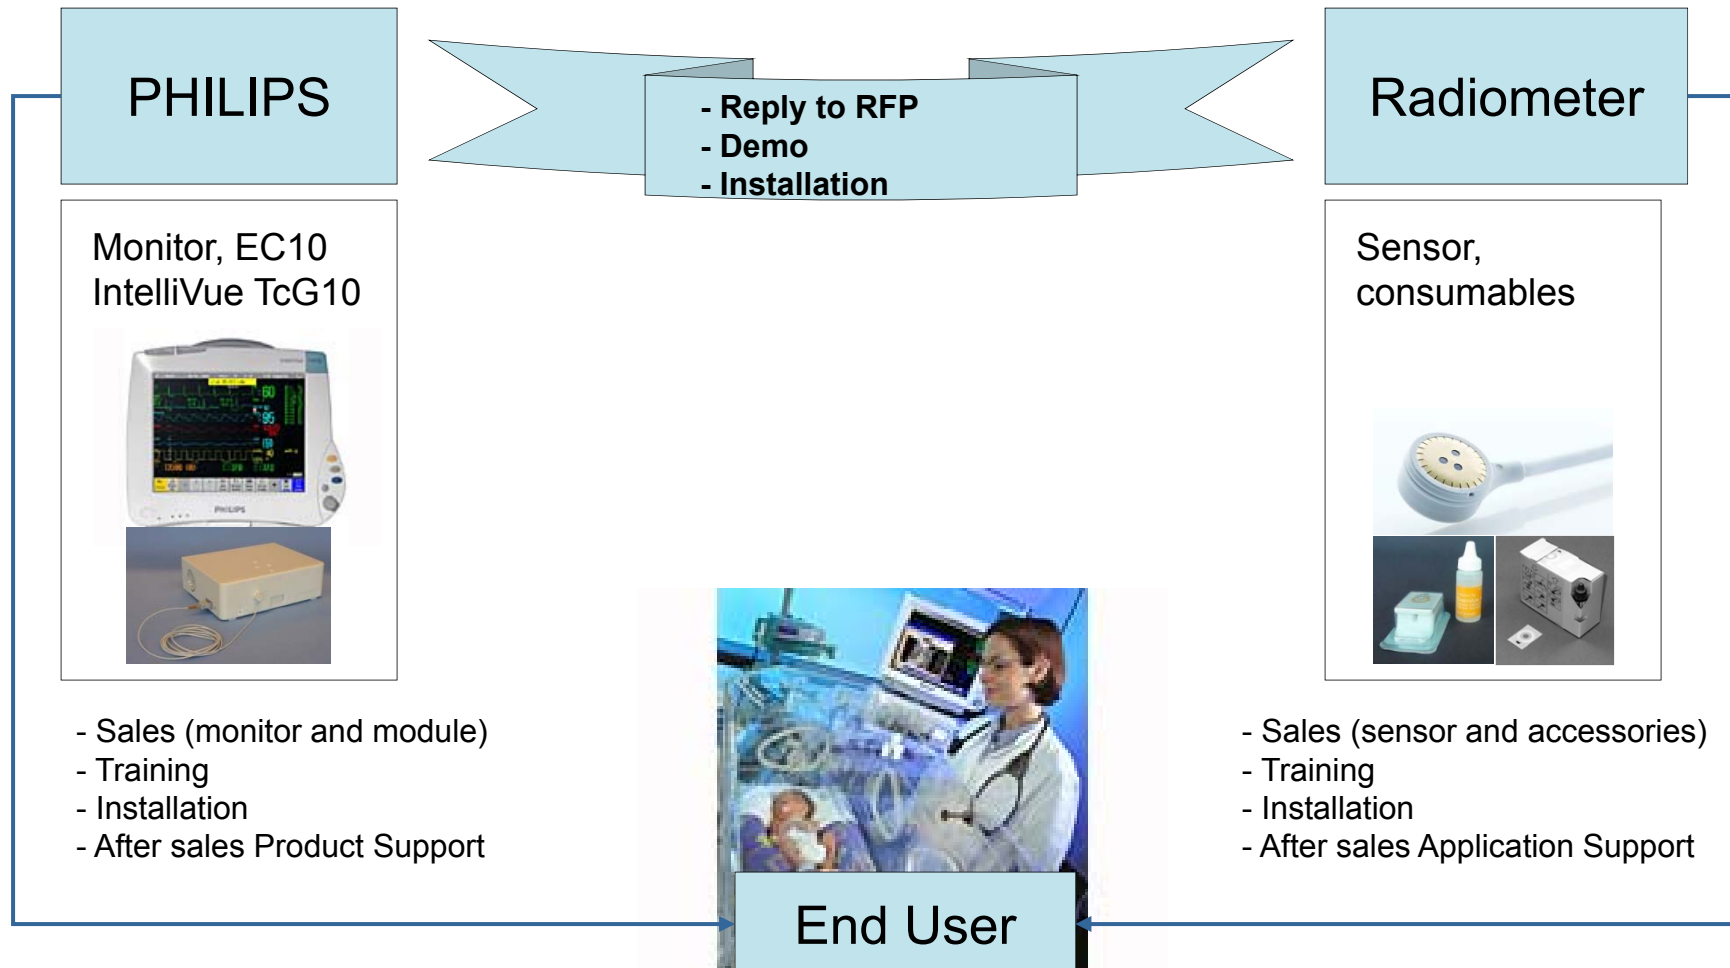 PHILIPS
- Reply to RFP
- Demo
- Installation
Radiometer
Monitor, EC10
IntelliVue TcG10
PHILIPS
Sensor,
consumables
- Sales (monitor and module)
- Training
- Installation
- After sales Product Support
- Sales (sensor and accessories)
- Training
- Installation
- After sales Application Support
End User